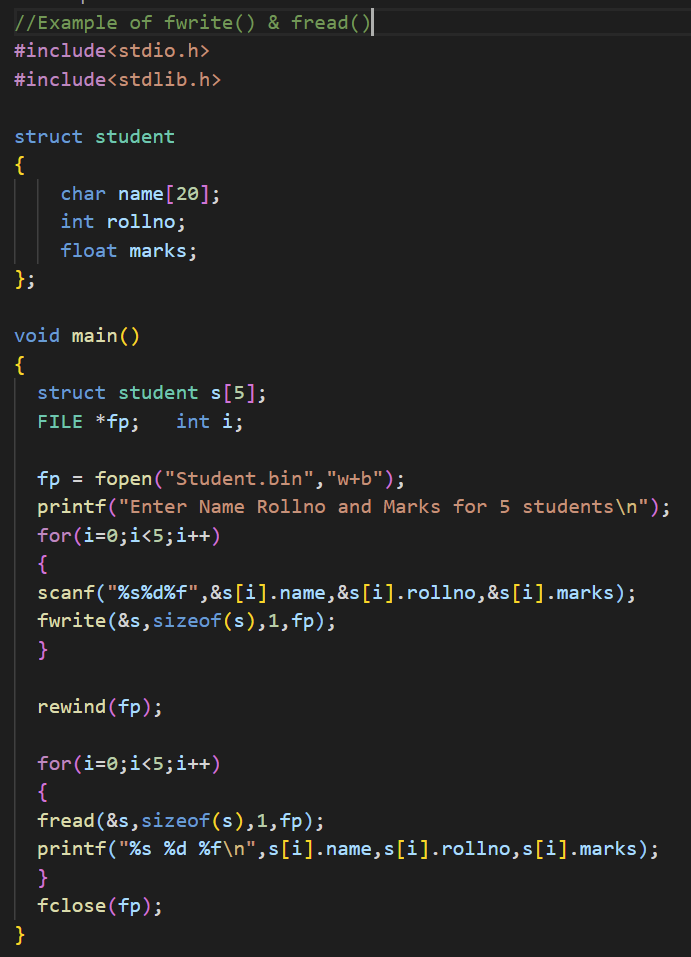 //Example of fwrite() & fread()
#include<stdio.h>
#include<stdlib.h>

struct student
{
    char name[20];
    int rollno;
    float marks;
};

void main()
{
  struct student s[5];
  FILE *fp;   int i;

  fp = fopen("Student.bin","w+b");
  printf("Enter Name Rollno and Marks for 5 students\n");
  for(i=0;i<5;i++)
  {
  scanf("%s%d%f",&s[i].name,&s[i].rollno,&s[i].marks);
  fwrite(&s,sizeof(s),1,fp);
  }

  rewind(fp);

  for(i=0;i<5;i++)
  {
  fread(&s,sizeof(s),1,fp);
  printf("%s %d %f\n",s[i].name,s[i].rollno,s[i].marks);
  }
  fclose(fp);
}